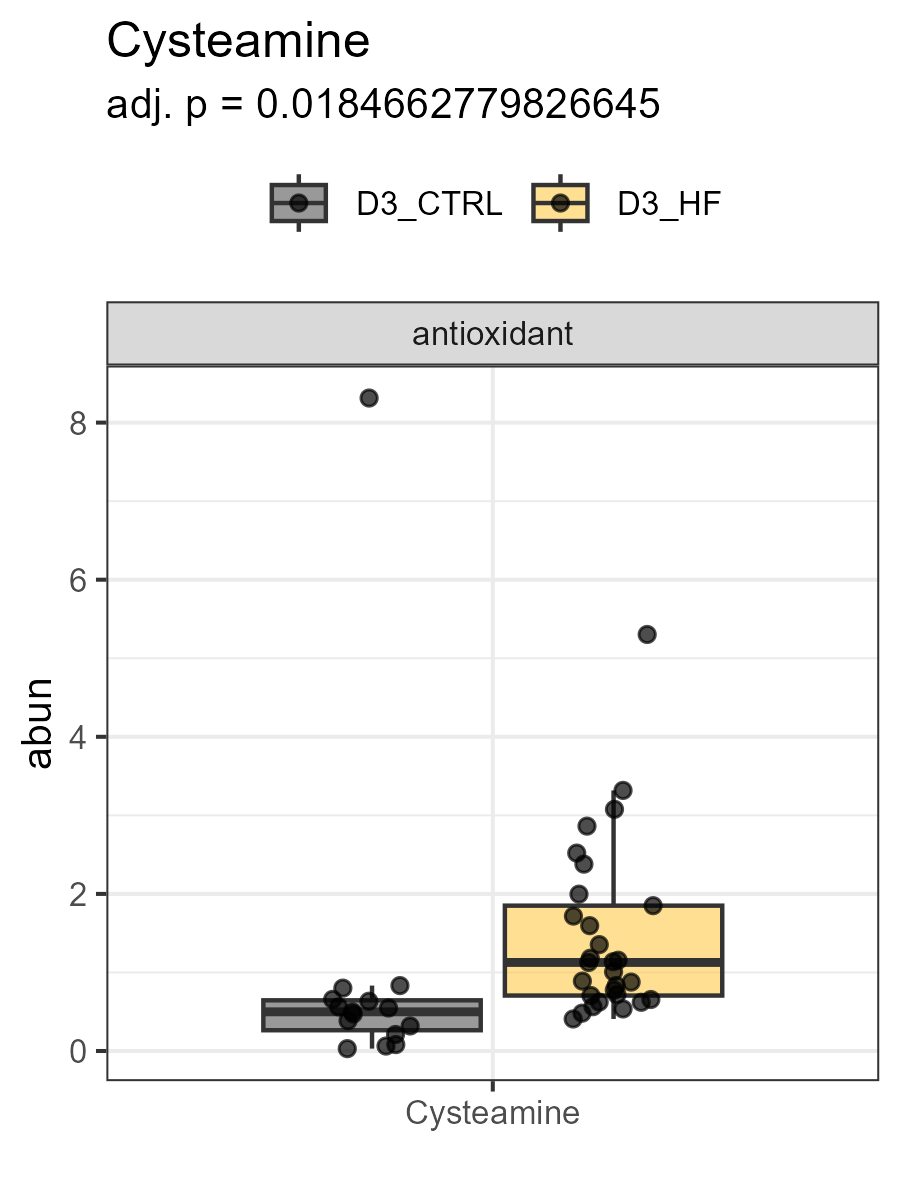 Cysteamine
adj. p = 0.0184662779826645
D3_CTRL D3_HF
antioxidant
8
6
4
2
0
abun
Cysteamine